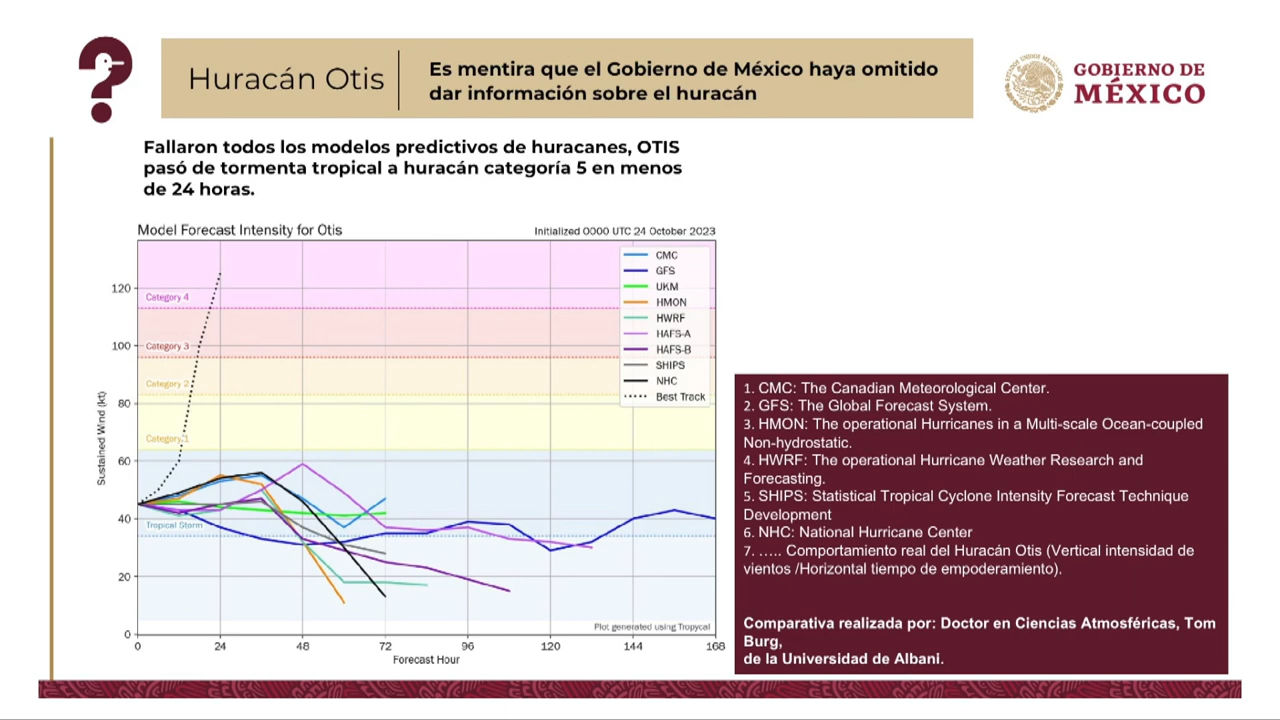 Huracán Otis
Es mentira que el Gobierno de México haya omitido
dar información sobre el huracán
GOBIERNO DE
MÉXICO
Fallaron todos los modelos predictivos de huracanes, OTIS
pasó de tormenta tropical a huracán categoría 5 en menos
de 24 horas.
Model Forecast Intensity for Otis
Initialized 0000 UTC 24 October 2023
CMC
GFS
UKM
HMON
HWRF
HAFS-A
HAFS-B
SHIPS
NHC
Best Track
Category 4
Category 3
Category 2
Category 1
Tropical Storm
120
100
80
60
40
20
0
Sustained Wind (kt)
Plot generated using Tropycal
0 24 48 72 96 120 144 168
Forecast Hour
1. CMC: The Canadian Meteorological Center.
2. GFS: The Global Forecast System.
3. HMON: The operational Hurricanes in a Multi-scale Ocean-coupled
Non-hydrostatic.
4. HWRF: The operational Hurricane Weather Research and
Forecasting.
5. SHIPS: Statistical Tropical Cyclone Intensity Forecast Technique
Development
6. NHC: National Hurricane Center
7. ….. Comportamiento real del Huracán Otis (Vertical intensidad de
vientos /Horizontal tiempo de empoderamiento).
Comparativa realizada por: Doctor en Ciencias Atmosféricas, Tom
Burg,
de la Universidad de Albani.